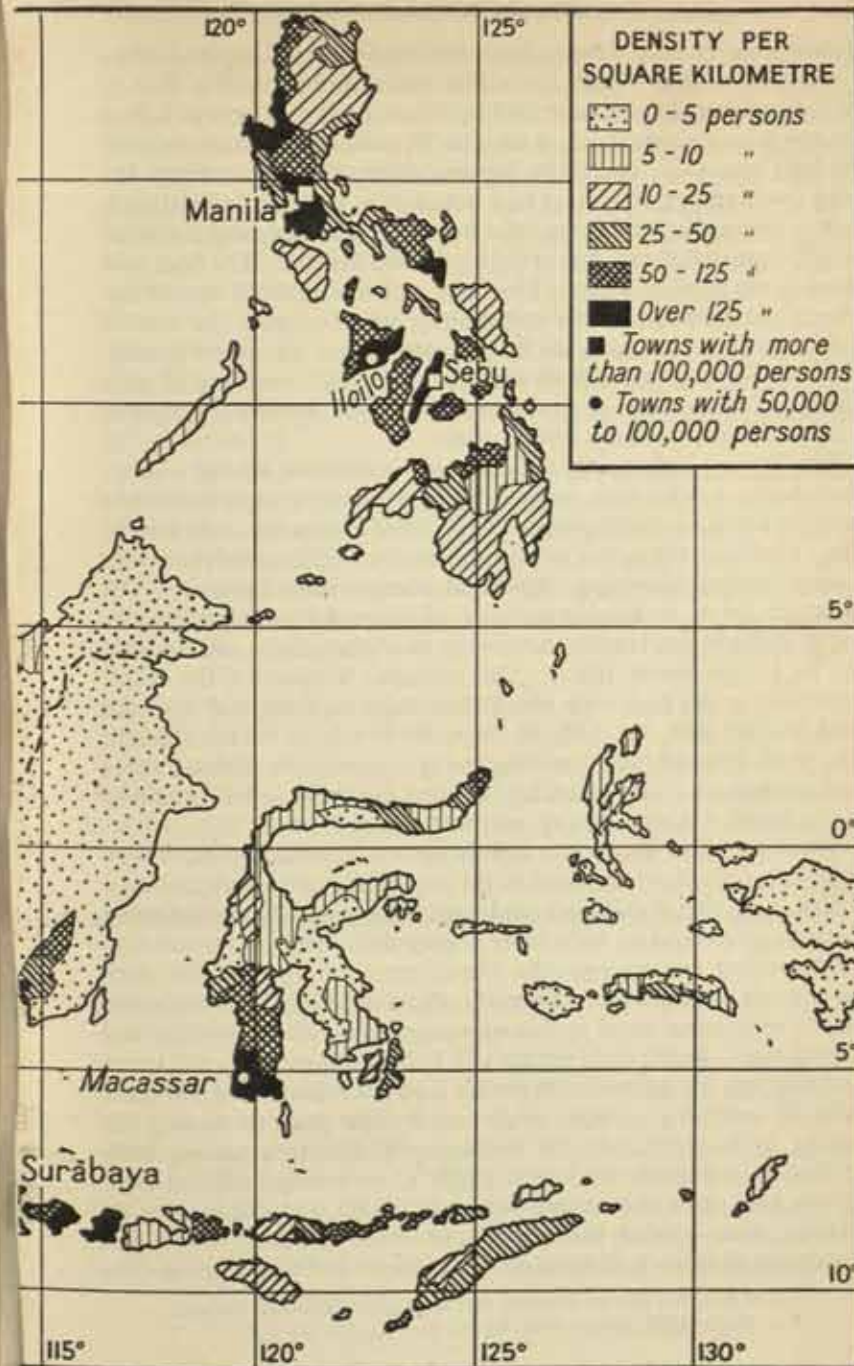 120°
125°
DENSITY PER
SQUARE KILOMETRE
0-5 persons
5-10 "
10-25 "
25-50 "
50-125 "
Over 125 "
Towns with more
than 100,000 persons
Towns with 50,000
to 100,000 persons
Manila
Iloilo
Sebu
5°
0°
5°
Macassar
Surabaya
10°
115°
120°
125°
130°